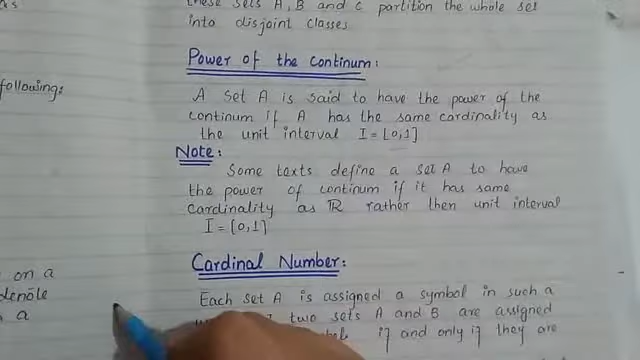 these sets A, B and C partition the whole set
into disjoint classes
Power of the continum:
A set A is said to have the power of the
continum if A has the same cardinality as
the unit interval I = [0,1]
Note:
Some texts define a set A to have
the power of continum if it has same
cardinality as R rather then unit interval
I = [0,1]
Cardinal Number:
Each set A is assigned a symbol in such a
two sets A and B are assigned
if and only if they are
as
following:
on a
denote
a